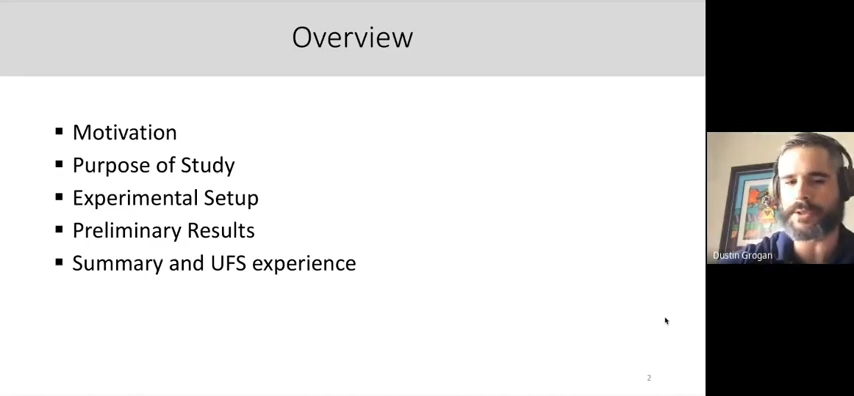 Overview
▪ Motivation
▪ Purpose of Study
▪ Experimental Setup
▪ Preliminary Results
▪ Summary and UFS experience
2
Dustin Grogan